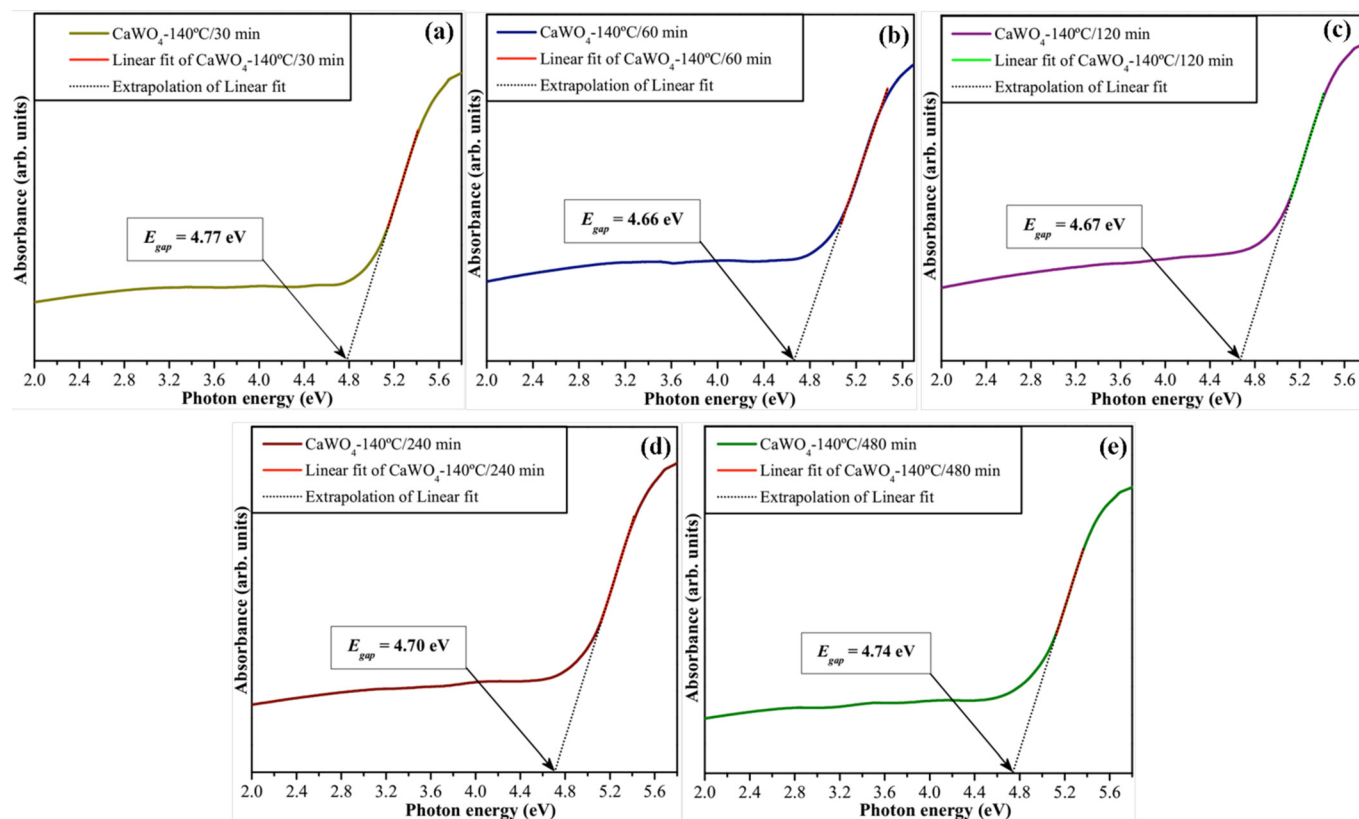 CaWO₄-140ºC/30 min
Linear fit of CaWO₄-140ºC/30 min
Extrapolation of Linear fit
(a)
Absorbance (arb. units)
E_gap = 4.77 eV
2.0 2.4 2.8 3.2 3.6 4.0 4.4 4.8 5.2 5.6
Photon energy (eV)
CaWO₄-140ºC/60 min
Linear fit of CaWO₄-140ºC/60 min
Extrapolation of Linear fit
(b)
Absorbance (arb. units)
E_gap = 4.66 eV
2.0 2.4 2.8 3.2 3.6 4.0 4.4 4.8 5.2 5.6
Photon energy (eV)
CaWO₄-140ºC/120 min
Linear fit of CaWO₄-140ºC/120 min
Extrapolation of Linear fit
(c)
Absorbance (arb. units)
E_gap = 4.67 eV
2.0 2.4 2.8 3.2 3.6 4.0 4.4 4.8 5.2 5.6
Photon energy (eV)
CaWO₄-140ºC/240 min
Linear fit of CaWO₄-140ºC/240 min
Extrapolation of Linear fit
(d)
Absorbance (arb. units)
E_gap = 4.70 eV
2.0 2.4 2.8 3.2 3.6 4.0 4.4 4.8 5.2 5.6
Photon energy (eV)
CaWO₄-140ºC/480 min
Linear fit of CaWO₄-140ºC/480 min
Extrapolation of Linear fit
(e)
Absorbance (arb. units)
E_gap = 4.74 eV
2.0 2.4 2.8 3.2 3.6 4.0 4.4 4.8 5.2 5.6
Photon energy (eV)